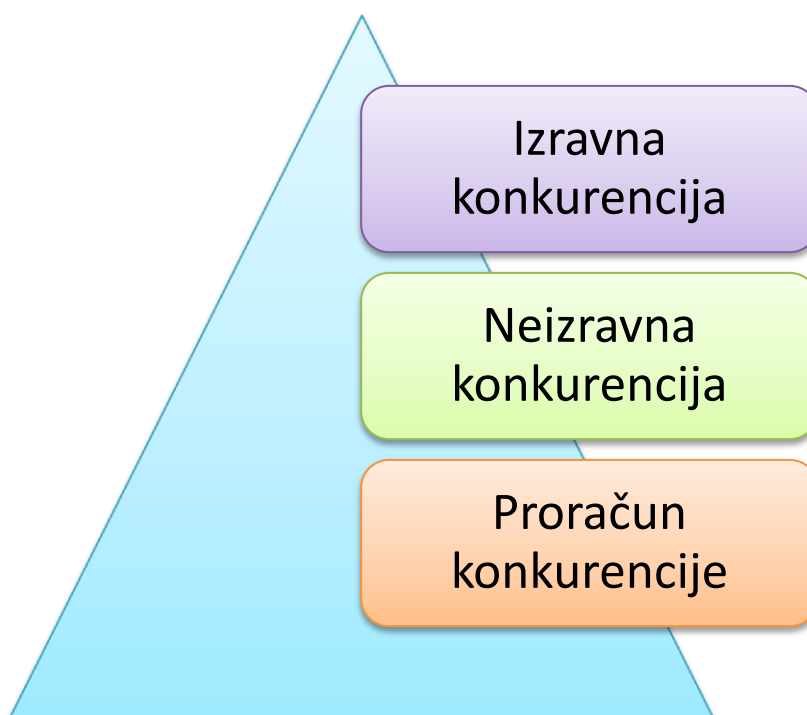 Izravna
konkurencija
Neizravna
konkurencija
Proračun
konkurencije